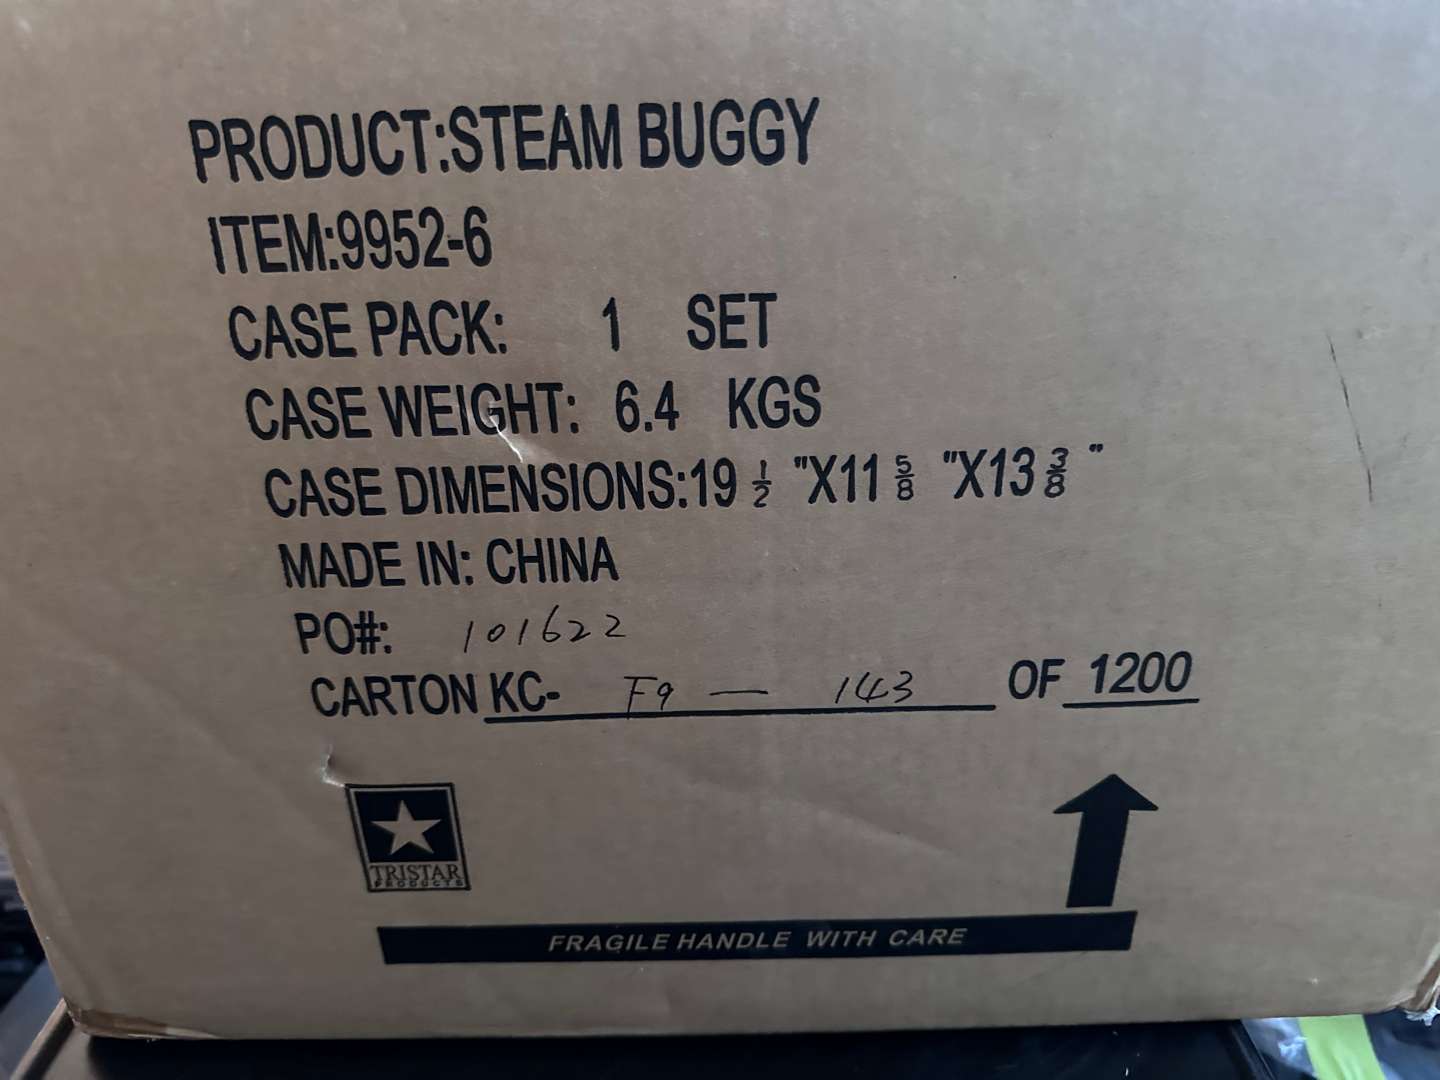 PRODUCT:STEAM BUGGY
ITEM:9952-6
CASE PACK: 1 SET
CASE WEIGHT: 6.4 KGS
CASE DIMENSIONS:19 1/2 "X11 5/8 "X13 3/8 "
MADE IN: CHINA
PO#: 101622
CARTON KC- F9 — 143 OF 1200
TRISTAR
PRODUCTS
FRAGILE HANDLE WITH CARE